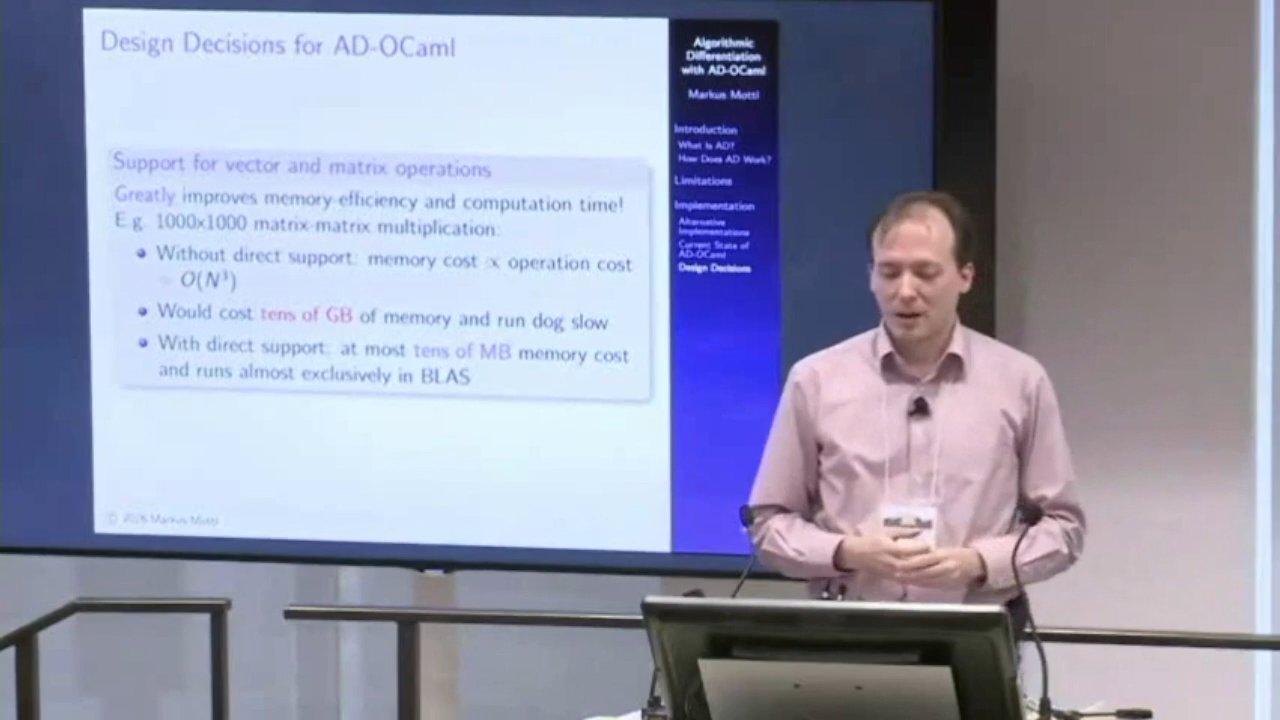 Design Decisions for AD-OCaml
Support for vector and matrix operations
Greatly improves memory-efficiency and computation time!
E.g. 1000x1000 matrix-matrix multiplication:
Without direct support: memory cost ∝ operation cost
= O(N³)
Would cost tens of GB of memory and run dog slow
With direct support: at most tens of MB memory cost
and runs almost exclusively in BLAS
© Markus Mottl
Algorithmic
Differentiation
with AD-OCaml
Markus Mottl
Introduction
What Is AD?
How Does AD Work?
Limitations
Implementation
Alternative
Implementations
Current State of
AD-OCaml
Design Decisions